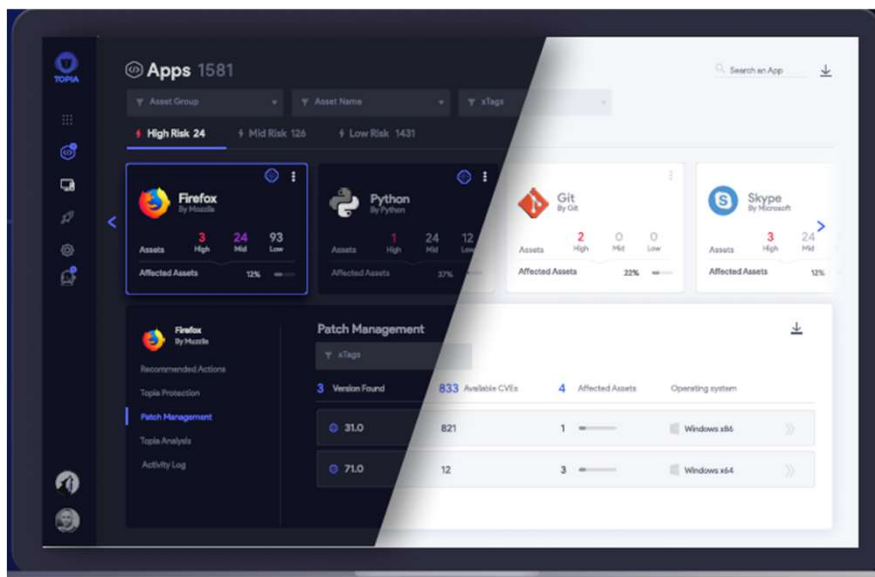 TOPIA
Apps 1581
Search an App
Asset Group
Asset Name
xTags
High Risk 24
Mid Risk 126
Low Risk 1431
Firefox
By Mozilla
3 24 93
Assets High Mid Low
Affected Assets 12%
Python
By Python
1 24 12
Assets High Mid Low
Affected Assets 37%
Git
By Git
2 0 0
Assets High Mid Low
Affected Assets 22%
Skype
By Microsoft
3 24
Assets High Mid
Affected Assets 12%
Firefox
By Mozilla
Recommended Actions
Topia Protection
Patch Management
Topia Analysis
Activity Log
Patch Management
xTags
3 Version Found 833 Available CVEs 4 Affected Assets Operating system
31.0 821 1 Windows x86
71.0 12 3 Windows x64